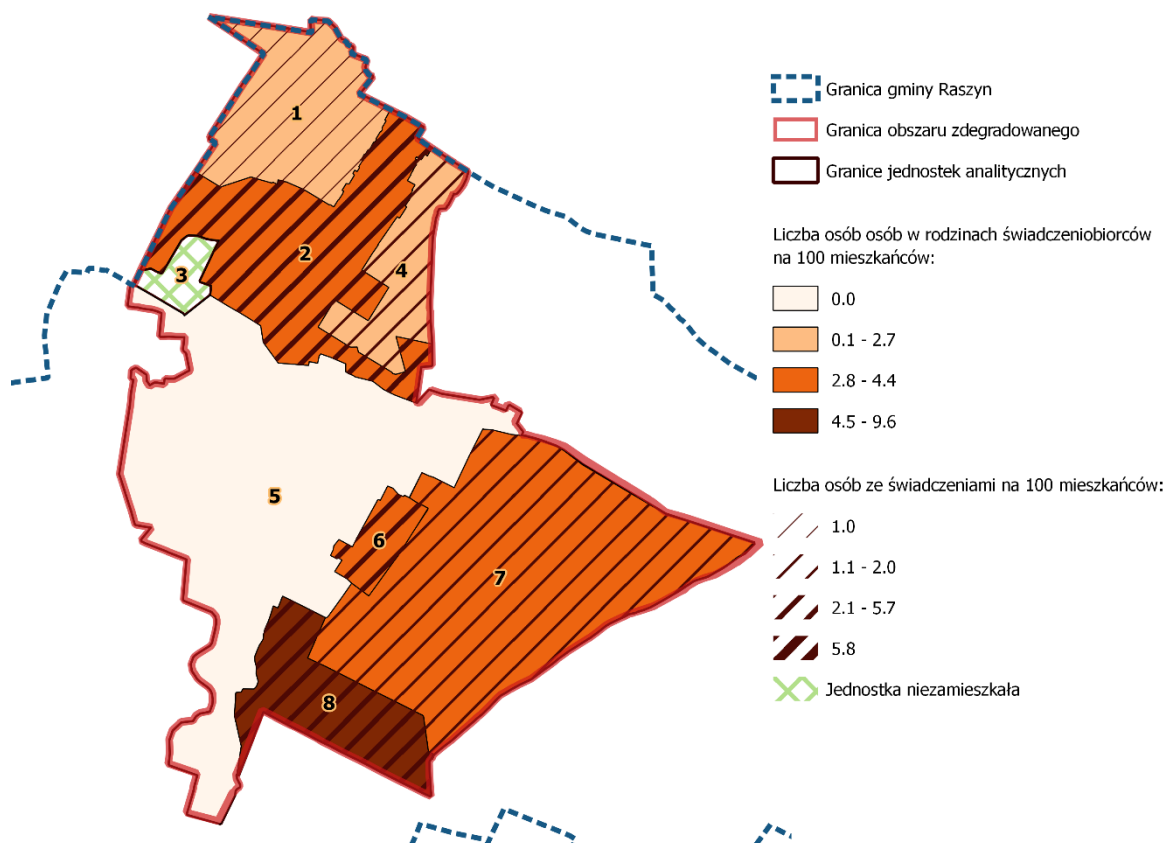 1
2
3
4
5
6
7
8
Granica gminy Raszyn
Granica obszaru zdegradowanego
Granice jednostek analitycznych
Liczba osób osób w rodzinach świadczeniobiorców
na 100 mieszkańców:
0.0
0.1 - 2.7
2.8 - 4.4
4.5 - 9.6
Liczba osób ze świadczeniami na 100 mieszkańców:
1.0
1.1 - 2.0
2.1 - 5.7
5.8
Jednostka niezamieszkała